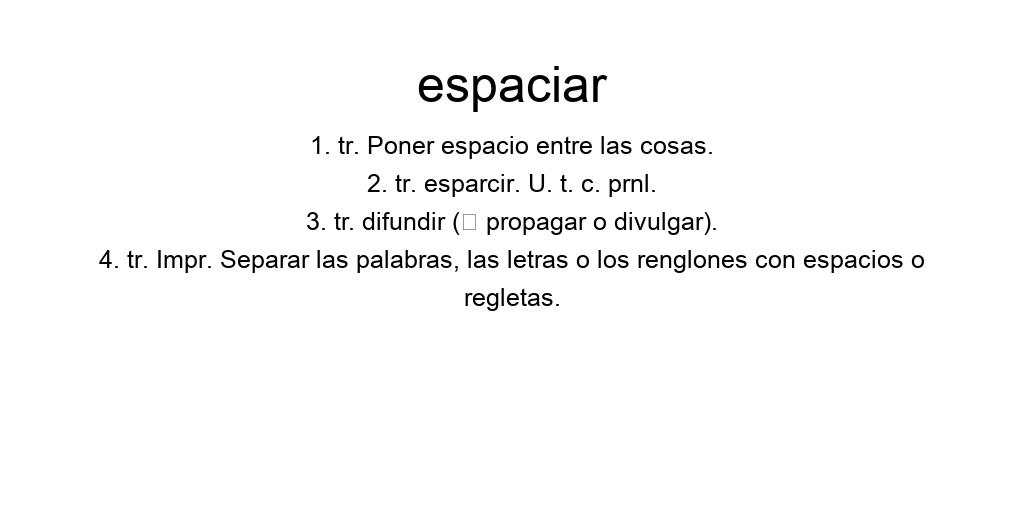 espaciar
1. tr. Poner espacio entre las cosas.
2. tr. esparcir. U. t. c. prnl.
3. tr. difundir (□ propagar o divulgar).
4. tr. Impr. Separar las palabras, las letras o los renglones con espacios o
regletas.